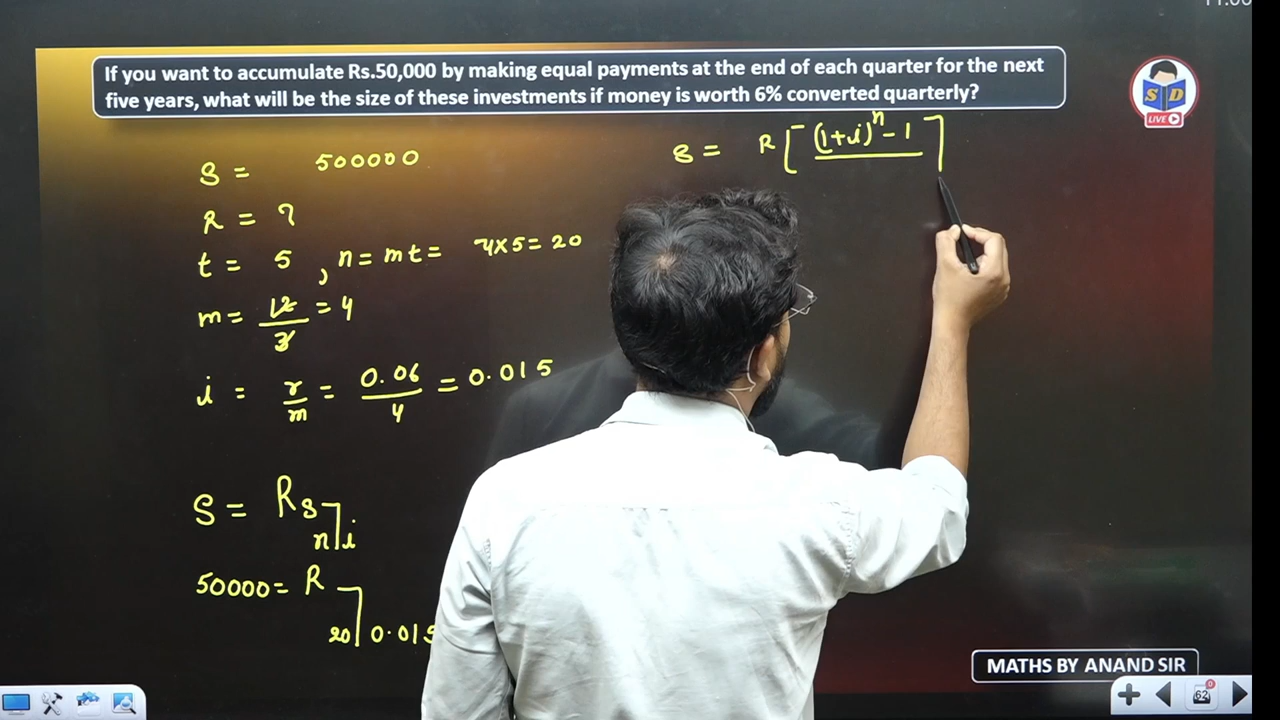 If you want to accumulate Rs.50,000 by making equal payments at the end of each quarter for the next
five years, what will be the size of these investments if money is worth 6% converted quarterly?
S D
LIVE
S = 500000
R = ?
t = 5 , n = mt = 4×5 = 20
m = 12/3 = 4
i = r/m = 0.06/4 = 0.015
S = R s n i
50000 = R
20 0.015
S = R [ (1+i)^n - 1 ]
MATHS BY ANAND SIR
62
0